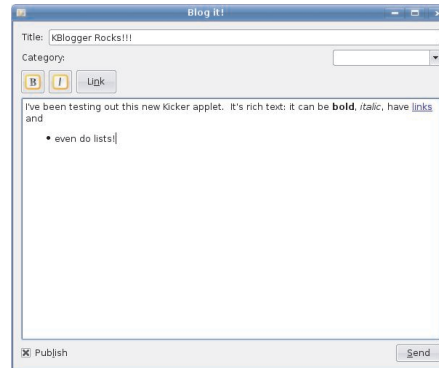 Blog it!
Title: KBlogger Rocks!!!
Category:
B I Link
I've been testing out this new Kicker applet. It's rich text: it can be bold, italic, have links
and
• even do lists!
Publish Send